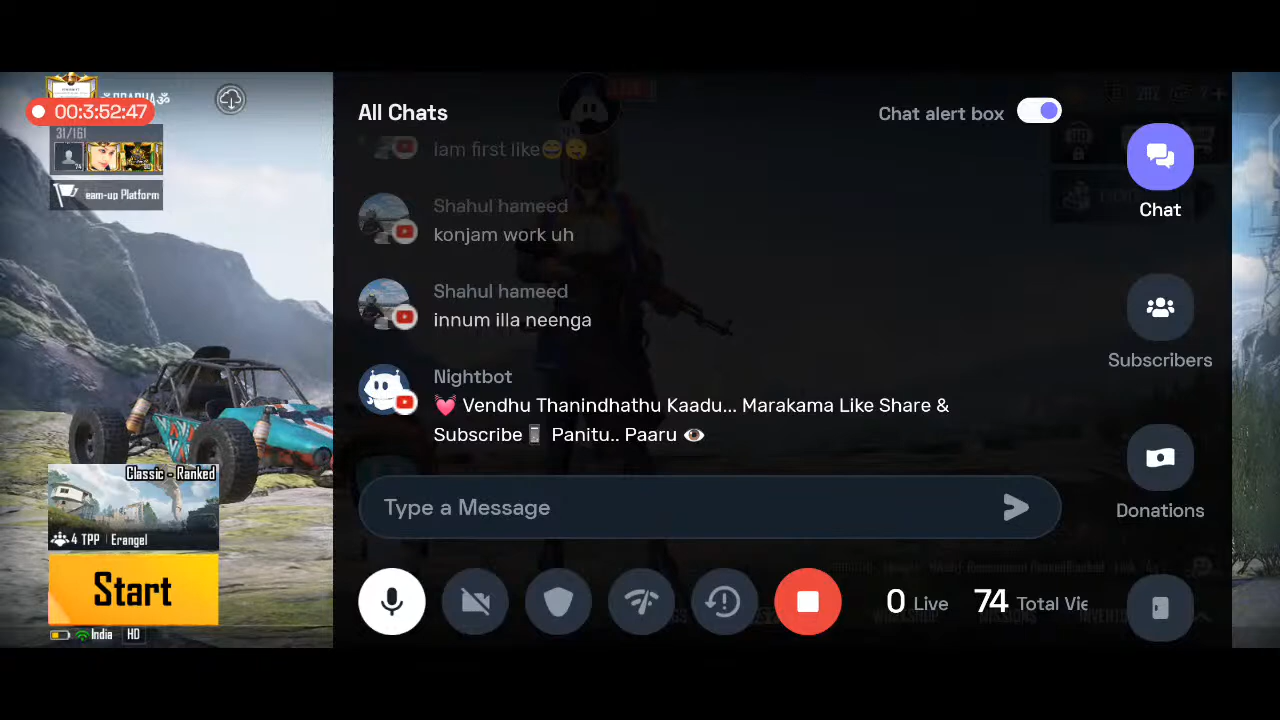 00:3:52:47
31/161
eam-up Platform
All Chats
Chat alert box
Iam first like😄😊
Shahul hameed
konjam work uh
Shahul hameed
innum illa neenga
Nightbot
💓 Vendhu Thanindhathu Kaadu... Marakama Like Share &
Subscribe📱 Panitu.. Paaru 👁️
Type a Message
Chat
Subscribers
Donations
Classic - Ranked
4 TPP Erangel
Start
India HD
0 Live 74 Total Vie